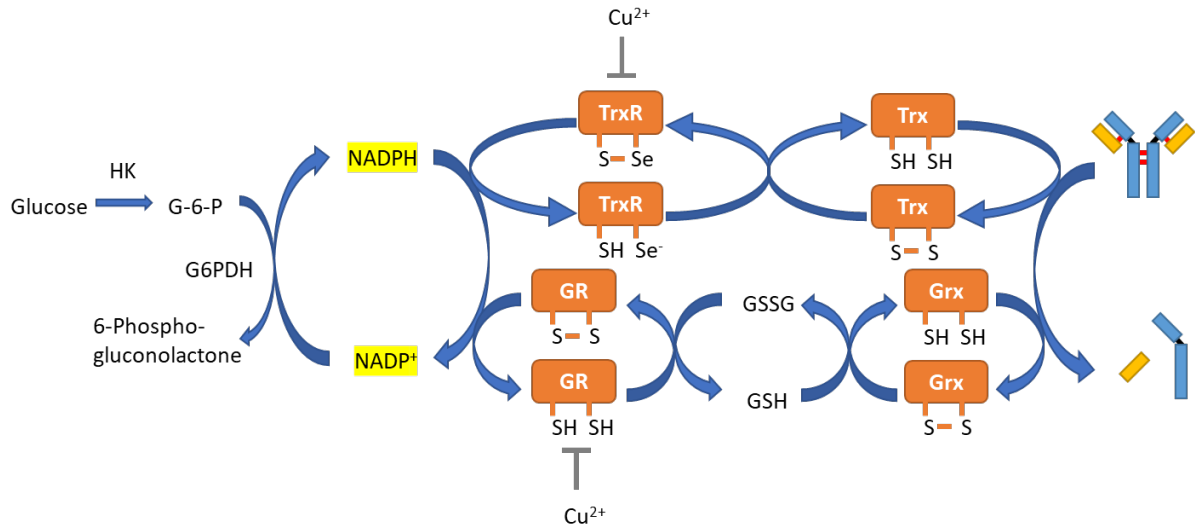 Cu²⁺
TrxR
S Se
Trx
SH SH
NADPH
HK
Glucose
G-6-P
TrxR
SH Se⁻
Trx
S S
G6PDH
GR
S S
GSSG
Grx
SH SH
6-Phospho-
gluconolactone
NADP⁺
GR
SH SH
GSH
Grx
S S
Cu²⁺